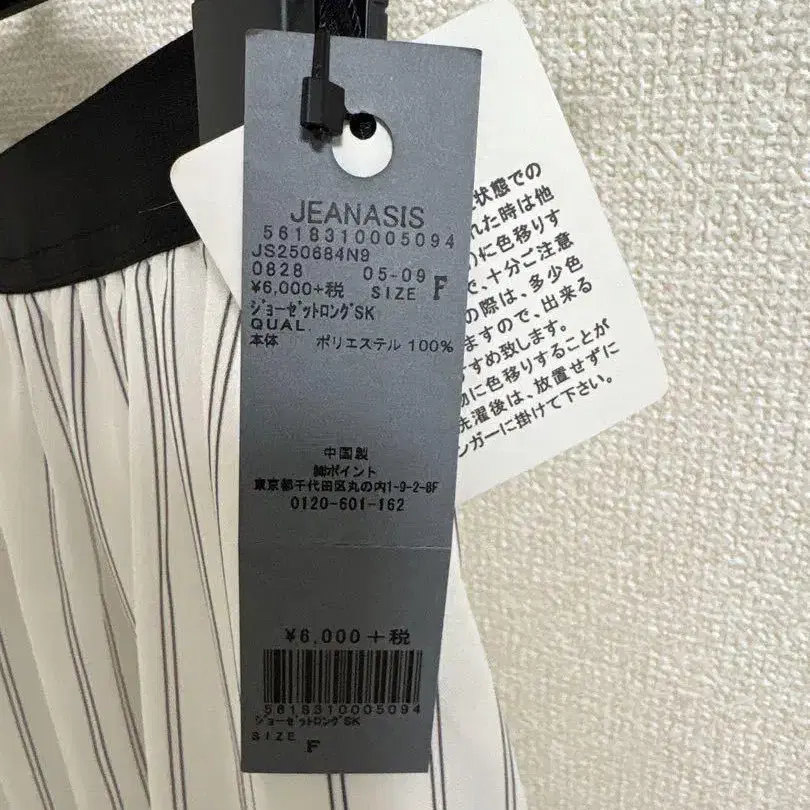 JEANASIS
5618310005094
JS250684N9
0828 05-09
¥6,000+税 SIZE F
ｼﾞｮｰｾﾞｯﾄﾛﾝｸﾞSK
QUAL.
本体 ポリエステル 100%
中国製
㈱ポイント
東京都千代田区丸の内1-9-2-8F
0120-601-162
¥6,000+税
5618310005094
ｼﾞｮｰｾﾞｯﾄﾛﾝｸﾞSK
SIZE F
状態での
れた時は他
のに色移りす
で、十分ご注意
の際は、多少色
ますので、出来る
すすめ致します。
物に色移りすることが
洗濯後は、放置せずに
ンガーに掛けて下さい。